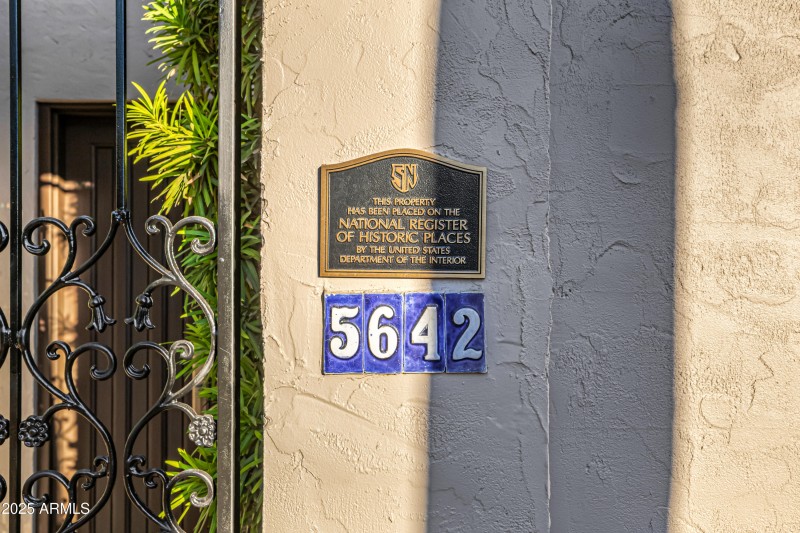 SN
THIS PROPERTY
HAS BEEN PLACED ON THE
NATIONAL REGISTER
OF HISTORIC PLACES
BY THE UNITED STATES
DEPARTMENT OF THE INTERIOR
5642
2025 ARMLS